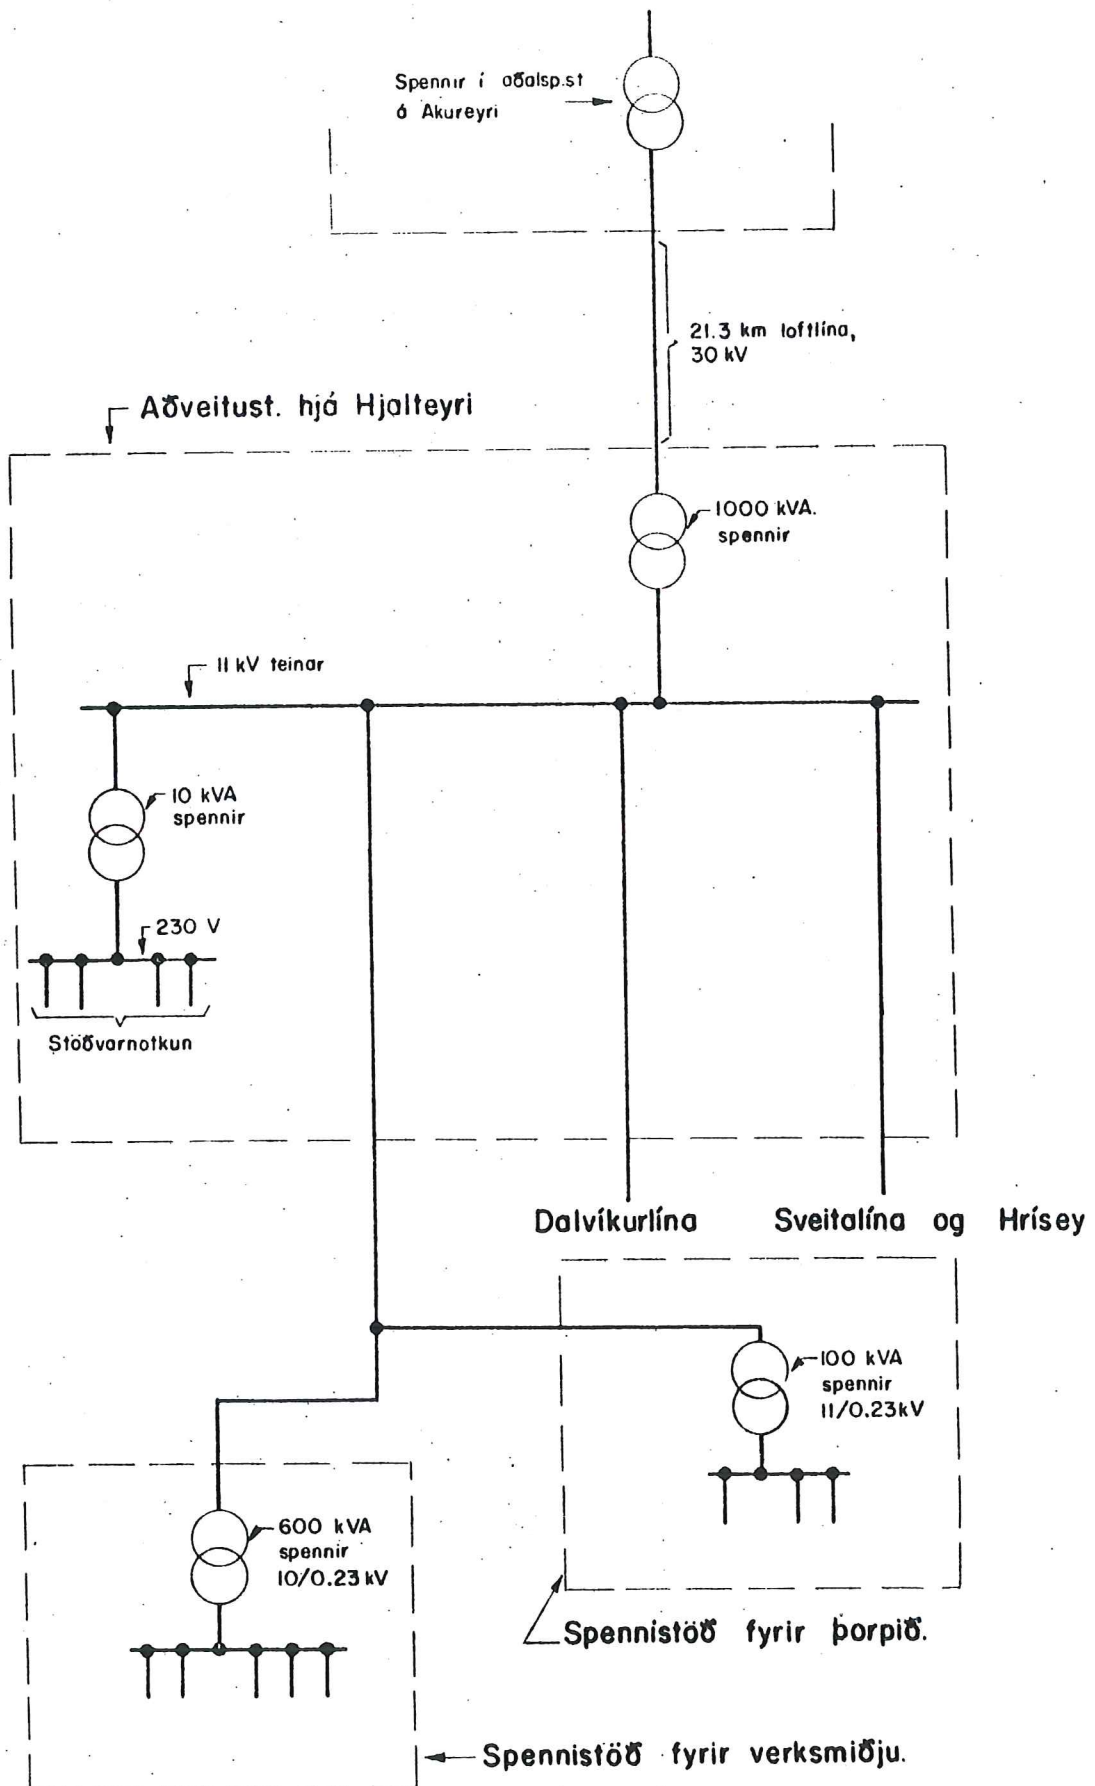 Spennir í aðalsp.st
á Akureyri
21.3 km loftlína,
30 kV
Aðveitust. hjá Hjalteyri
1000 kVA.
spennir
11 kV teinar
10 kVA
spennir
230 V
Stöðvarnotkun
Dalvíkurlína
Sveitalína og Hrísey
100 kVA
spennir
11/0.23kV
600 kVA
spennir
10/0.23 kV
Spennistöð fyrir þorpið.
Spennistöð fyrir verksmiðju.